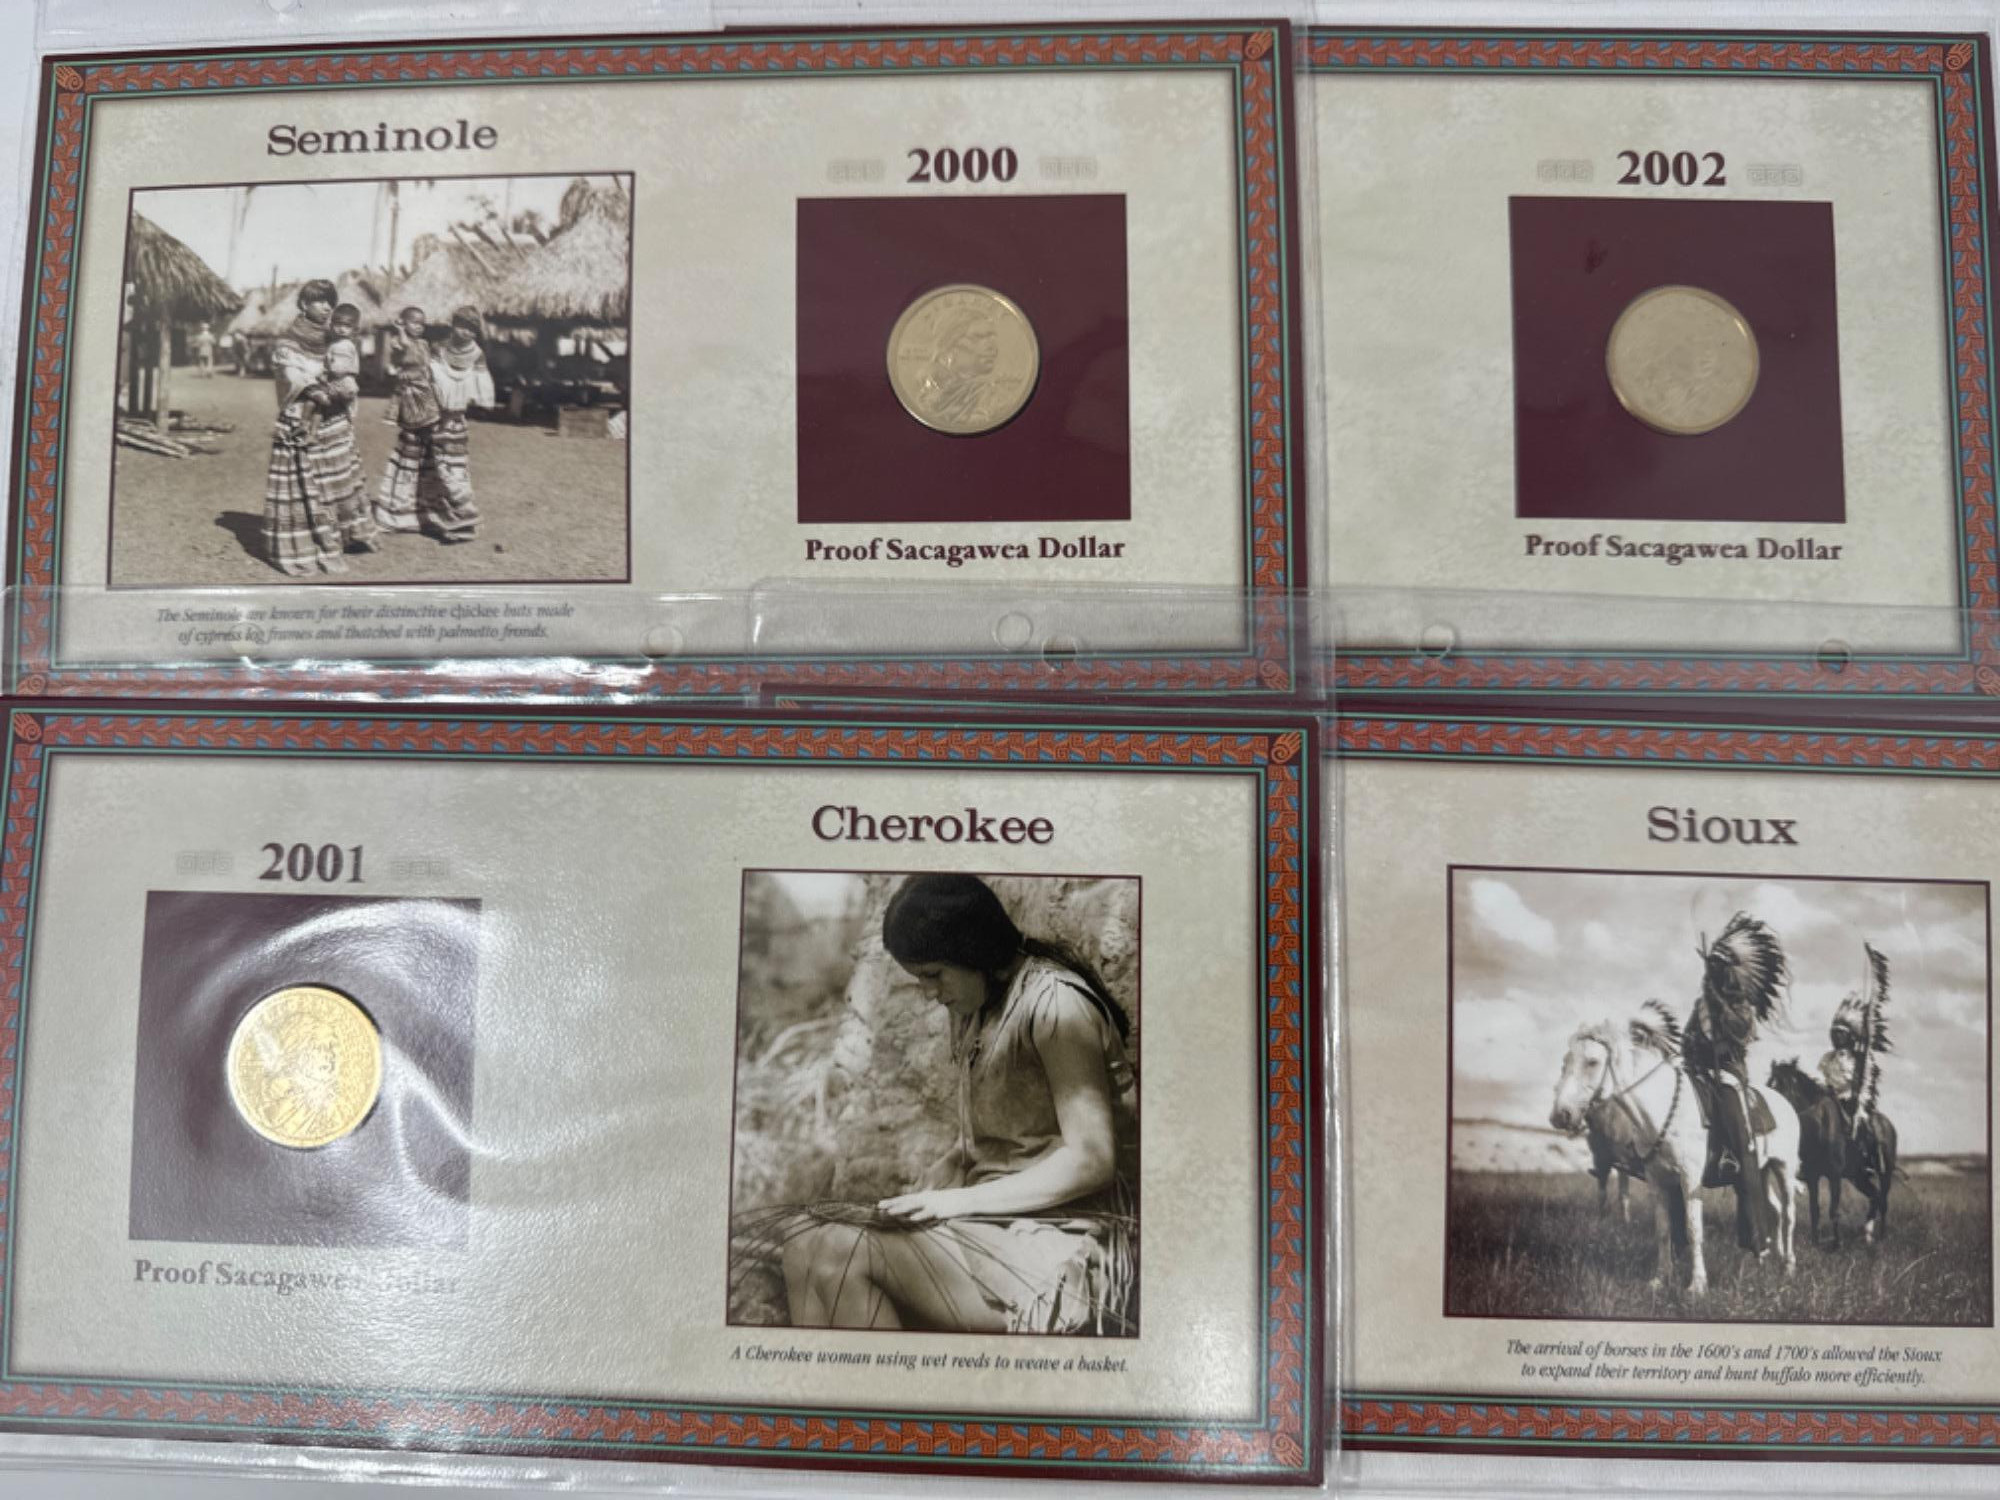 Seminole
2000
Proof Sacagawea Dollar
The Seminole are known for their distinctive chickee huts made
of cypress log frames and thatched with palmetto fronds.
2002
Proof Sacagawea Dollar
2001
Proof Sacagawea Dollar
Cherokee
A Cherokee woman using wet reeds to weave a basket.
Sioux
The arrival of horses in the 1600's and 1700's allowed the Sioux
to expand their territory and hunt buffalo more efficiently.